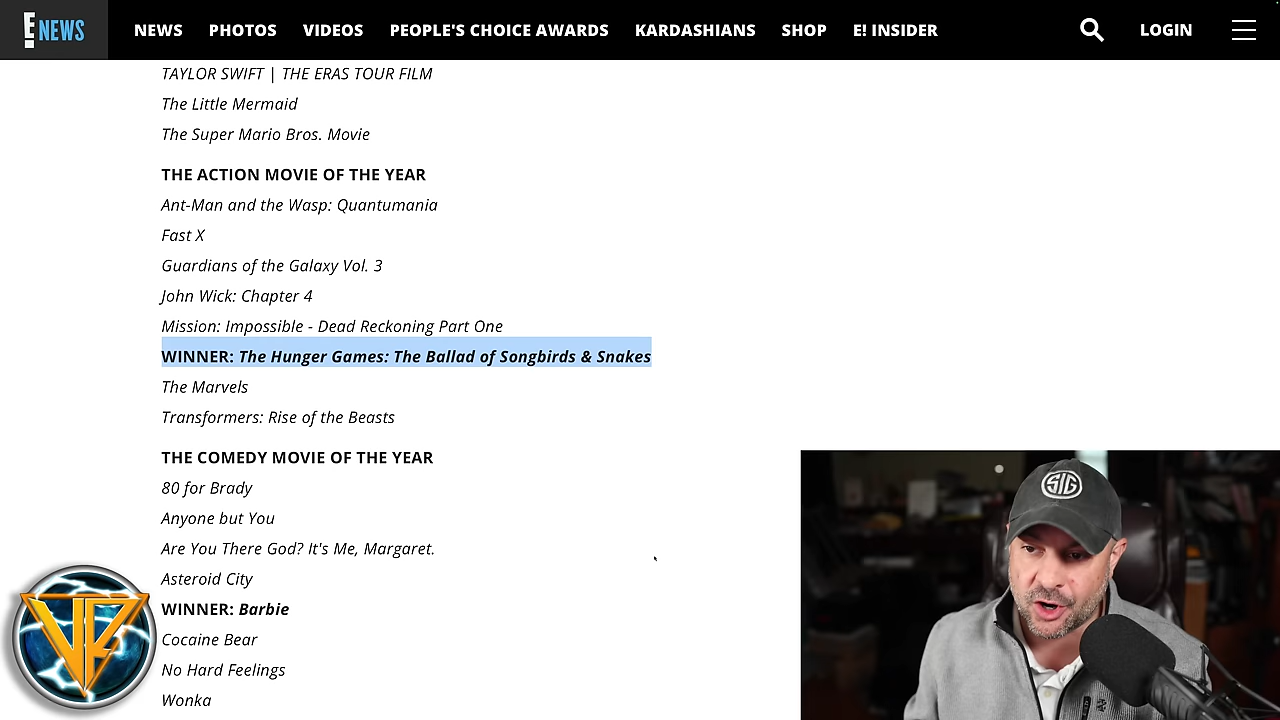 E! NEWS
NEWS PHOTOS VIDEOS PEOPLE'S CHOICE AWARDS KARDASHIANS SHOP E! INSIDER LOGIN
TAYLOR SWIFT | THE ERAS TOUR FILM
The Little Mermaid
The Super Mario Bros. Movie
THE ACTION MOVIE OF THE YEAR
Ant-Man and the Wasp: Quantumania
Fast X
Guardians of the Galaxy Vol. 3
John Wick: Chapter 4
Mission: Impossible - Dead Reckoning Part One
WINNER: The Hunger Games: The Ballad of Songbirds & Snakes
The Marvels
Transformers: Rise of the Beasts
THE COMEDY MOVIE OF THE YEAR
80 for Brady
Anyone but You
Are You There God? It's Me, Margaret.
Asteroid City
WINNER: Barbie
Cocaine Bear
No Hard Feelings
Wonka
SIG